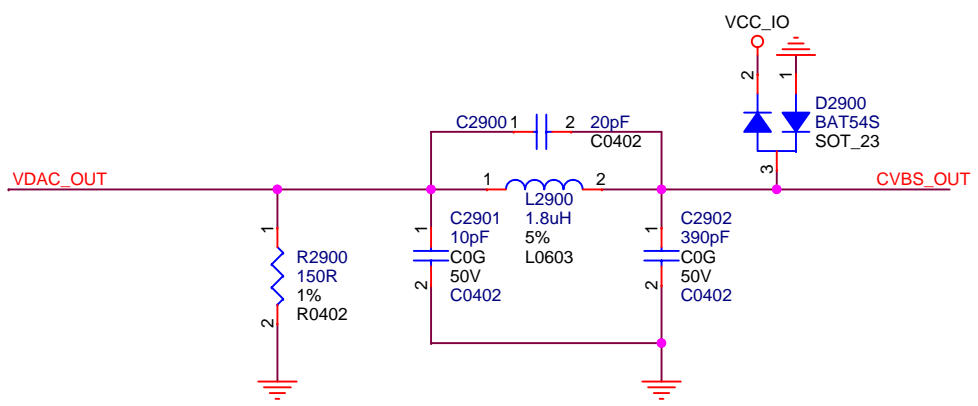 VCC_IO
2
1
D2900
BAT54S
SOT_23
3
C2900
1
2
20pF
C0402
VDAC_OUT
CVBS_OUT
1
2
L2900
1.8uH
5%
L0603
1
R2900
150R
1%
R0402
2
1
C2901
10pF
C0G
50V
C0402
2
1
C2902
390pF
C0G
50V
C0402
2